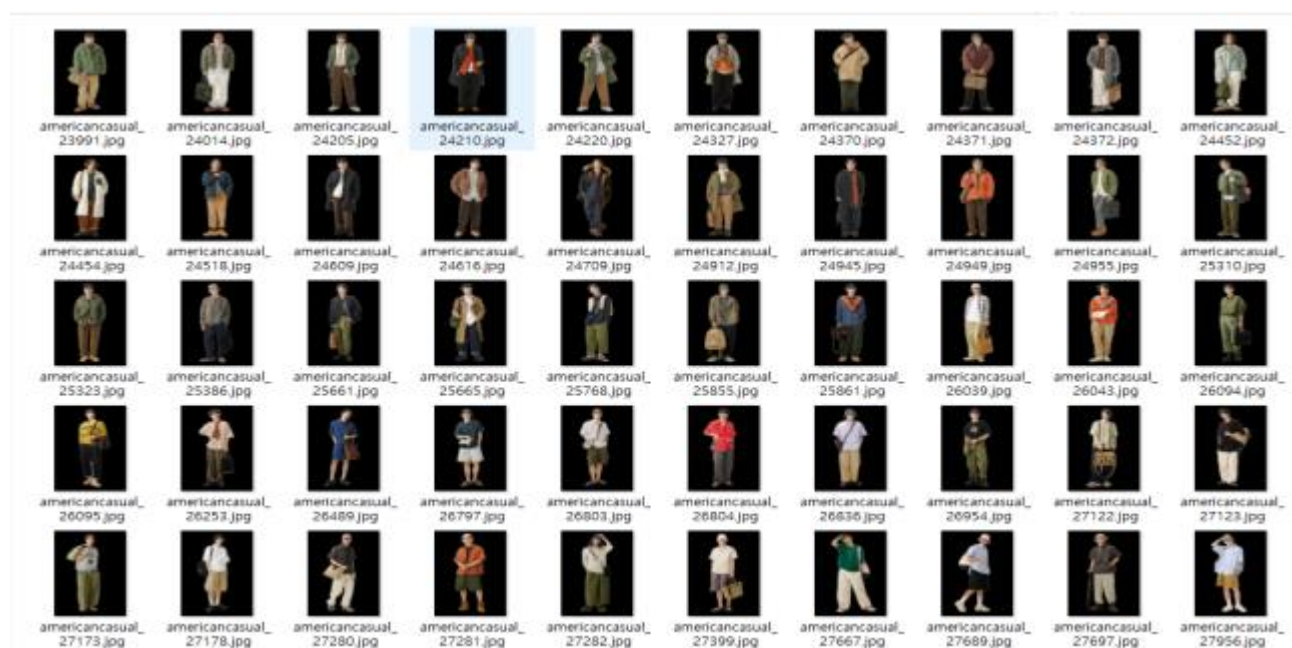 americancasual_ americancasual_ americancasual_ americancasual_ americancasual_ americancasual_ americancasual_ americancasual_ americancasual_ americancasual_
23991.jpg 24014.jpg 24205.jpg 24210.jpg 24220.jpg 24327.jpg 24370.jpg 24371.jpg 24372.jpg 24452.jpg
americancasual_ americancasual_ americancasual_ americancasual_ americancasual_ americancasual_ americancasual_ americancasual_ americancasual_ americancasual_
24454.jpg 24518.jpg 24609.jpg 24616.jpg 24709.jpg 24912.jpg 24945.jpg 24949.jpg 24955.jpg 25310.jpg
americancasual_ americancasual_ americancasual_ americancasual_ americancasual_ americancasual_ americancasual_ americancasual_ americancasual_ americancasual_
25323.jpg 25386.jpg 25661.jpg 25665.jpg 25768.jpg 25855.jpg 25861.jpg 26039.jpg 26043.jpg 26094.jpg
americancasual_ americancasual_ americancasual_ americancasual_ americancasual_ americancasual_ americancasual_ americancasual_ americancasual_ americancasual_
26095.jpg 26253.jpg 26489.jpg 26797.jpg 26803.jpg 26804.jpg 26836.jpg 26954.jpg 27122.jpg 27123.jpg
americancasual_ americancasual_ americancasual_ americancasual_ americancasual_ americancasual_ americancasual_ americancasual_ americancasual_ americancasual_
27173.jpg 27178.jpg 27280.jpg 27281.jpg 27282.jpg 27399.jpg 27667.jpg 27689.jpg 27697.jpg 27956.jpg